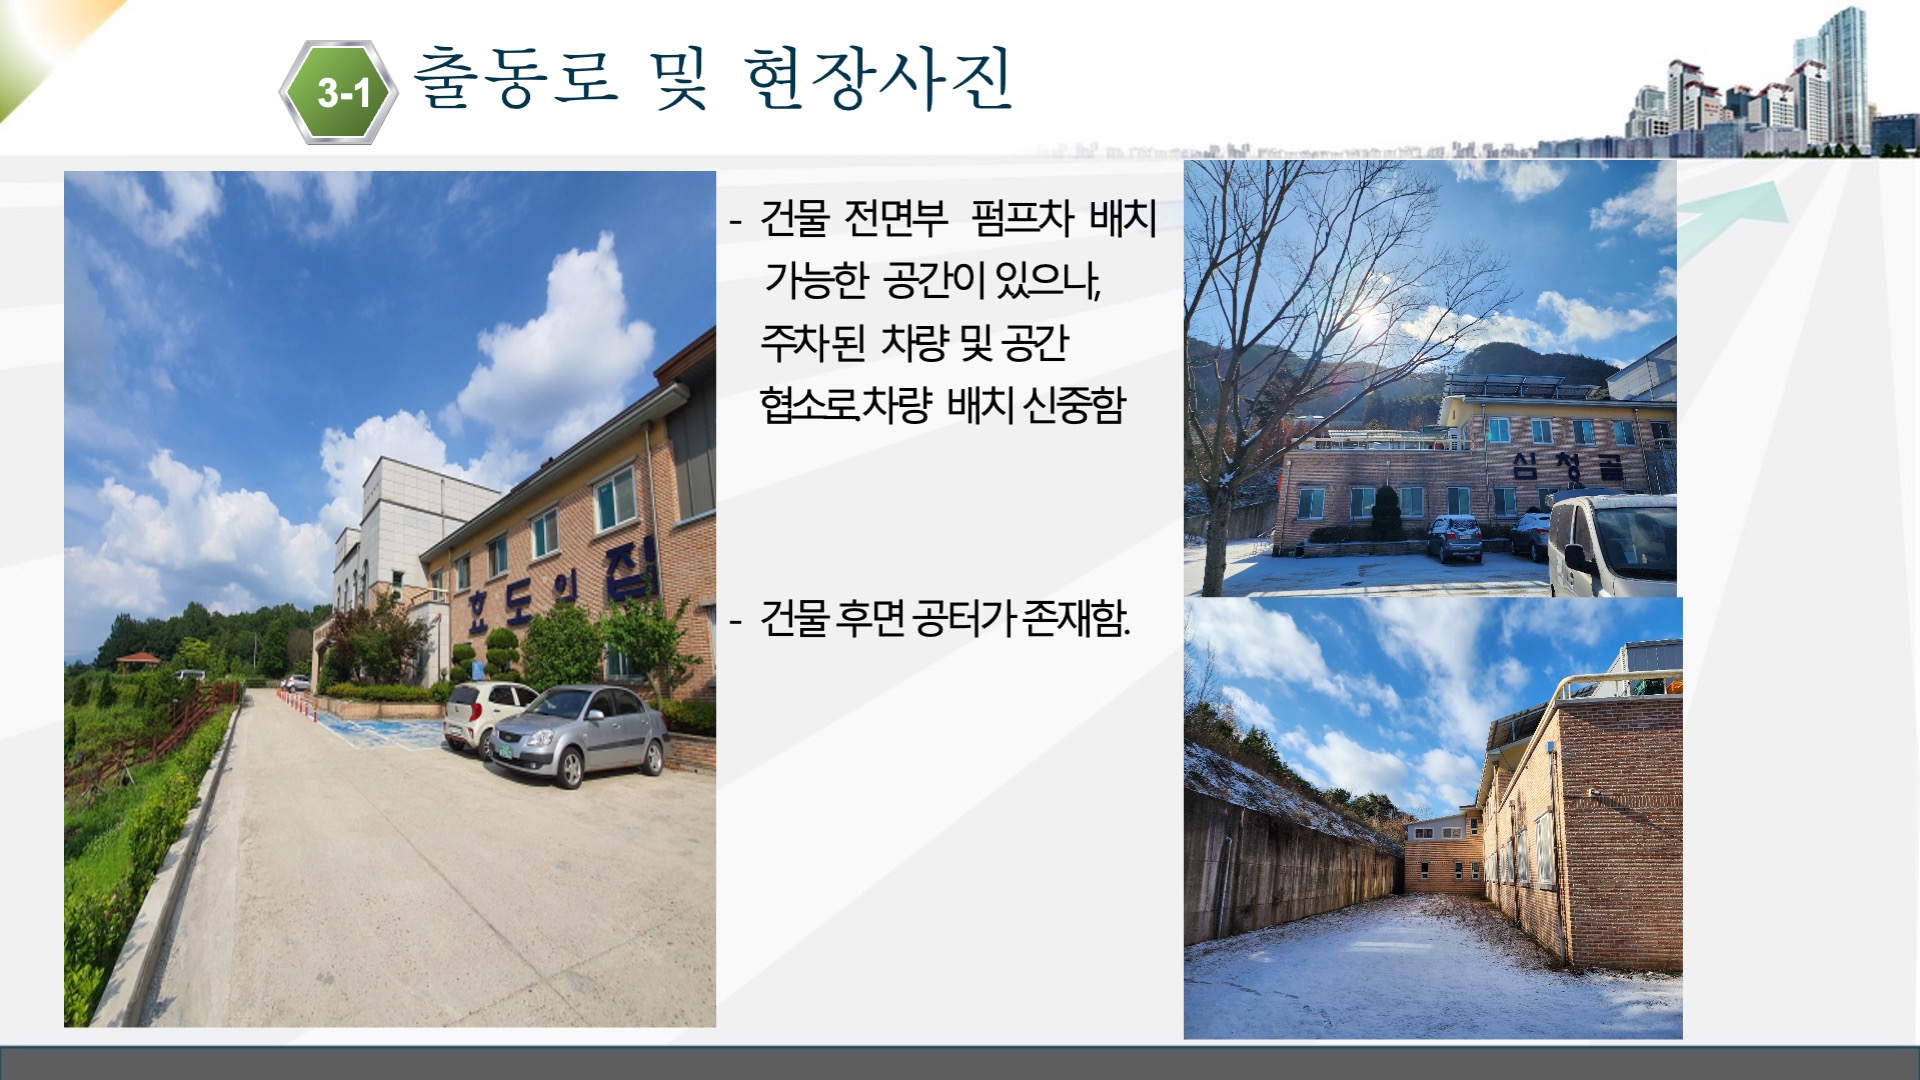 3-1 출동로 및 현장사진
- 건물 전면부 펌프차 배치
가능한 공간이 있으나,
주차된 차량 및 공간
협소로.차량 배치 신중함
- 건물 후면 공터가 존재함.
효도의집
심청골